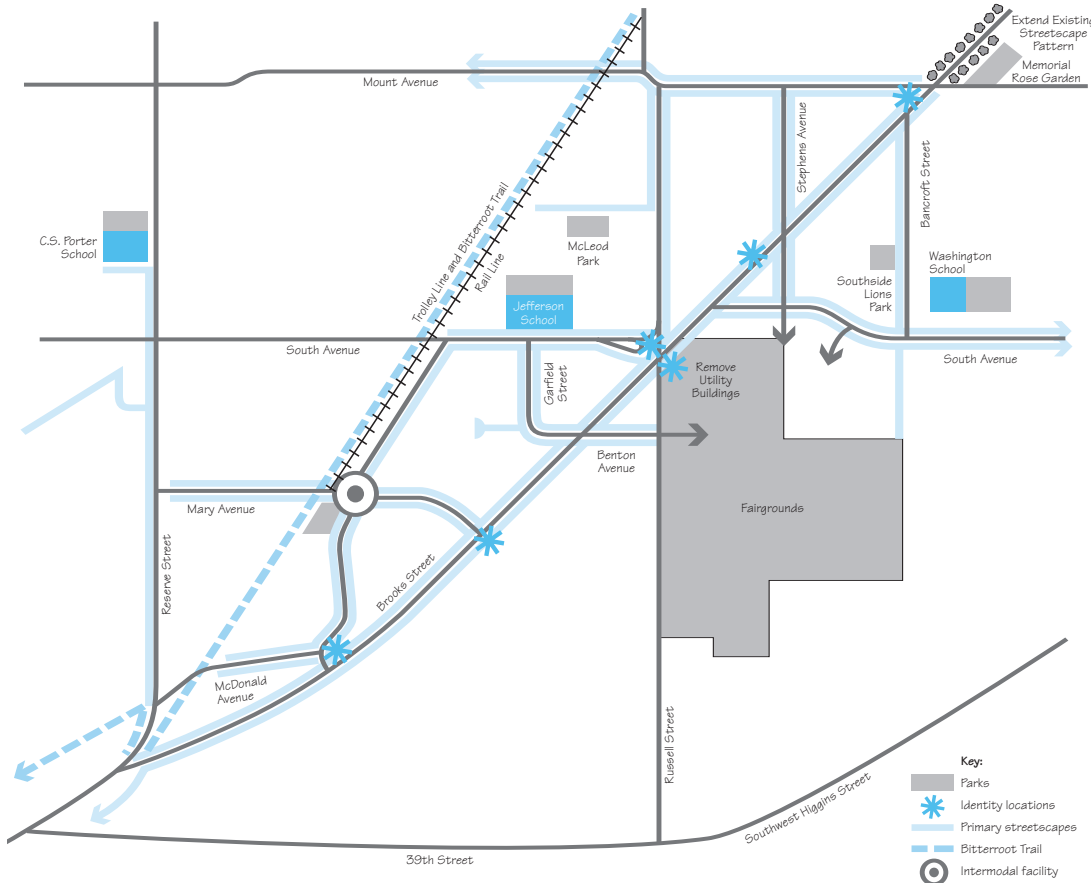 Extend Existing
Streetscape
Pattern
Memorial
Rose Garden
Mount Avenue
Stephens Avenue
Bancroft Street
Trolley Line and Bitterroot Trail
Rail Line
C.S. Porter
School
McLeod
Park
Southside
Lions
Park
Washington
School
Jefferson
School
South Avenue
South Avenue
Garfield
Street
Remove
Utility
Buildings
Benton
Avenue
Mary Avenue
Fairgrounds
Reserve Street
Brooks Street
McDonald
Avenue
Russell Street
Southwest Higgins Street
39th Street
Key:
Parks
Identity locations
Primary streetscapes
Bitterroot Trail
Intermodal facility